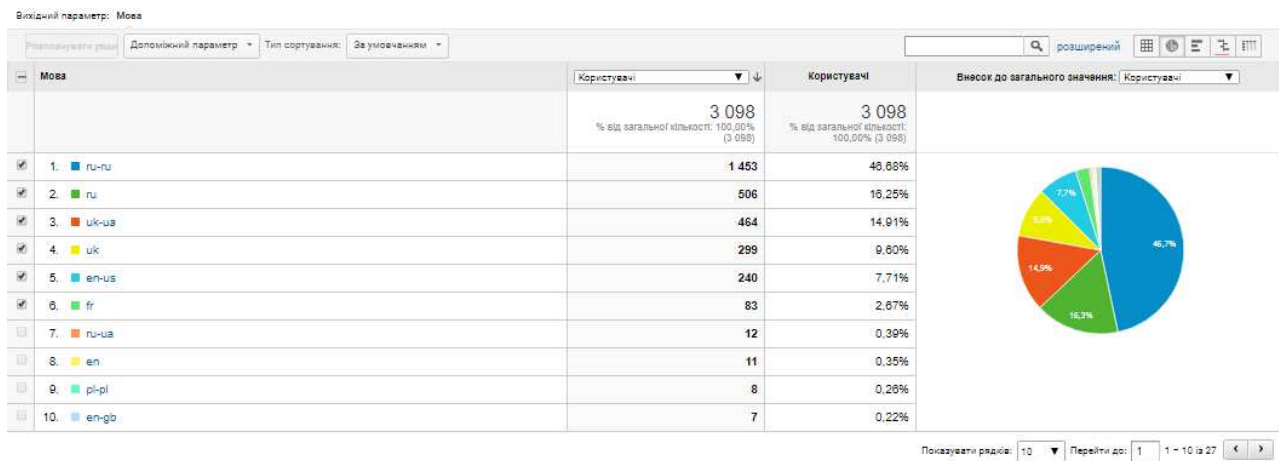 Вихідний параметр: Мова
Розпланувати ряди Допоміжний параметр Тип сортування: За умовчанням розширений
Мова Користувачі Користувачі Внесок до загального значення: Користувачі
3 098 3 098
% від загальної кількості: 100,00% % від загальної кількості:
(3 098) 100,00% (3 098)
1. ru-ru 1 453 46,68%
2. ru 506 16,25%
3. uk-ua 464 14,91%
4. uk 299 9,60%
5. en-us 240 7,71%
6. fr 83 2,67%
7. ru-ua 12 0,39%
8. en 11 0,35%
9. pl-pl 8 0,26%
10. en-gb 7 0,22%
7,7%
9,6%
46,7%
14,9%
16,3%
Показувати рядків: 10 Перейти до: 1 1 – 10 із 27